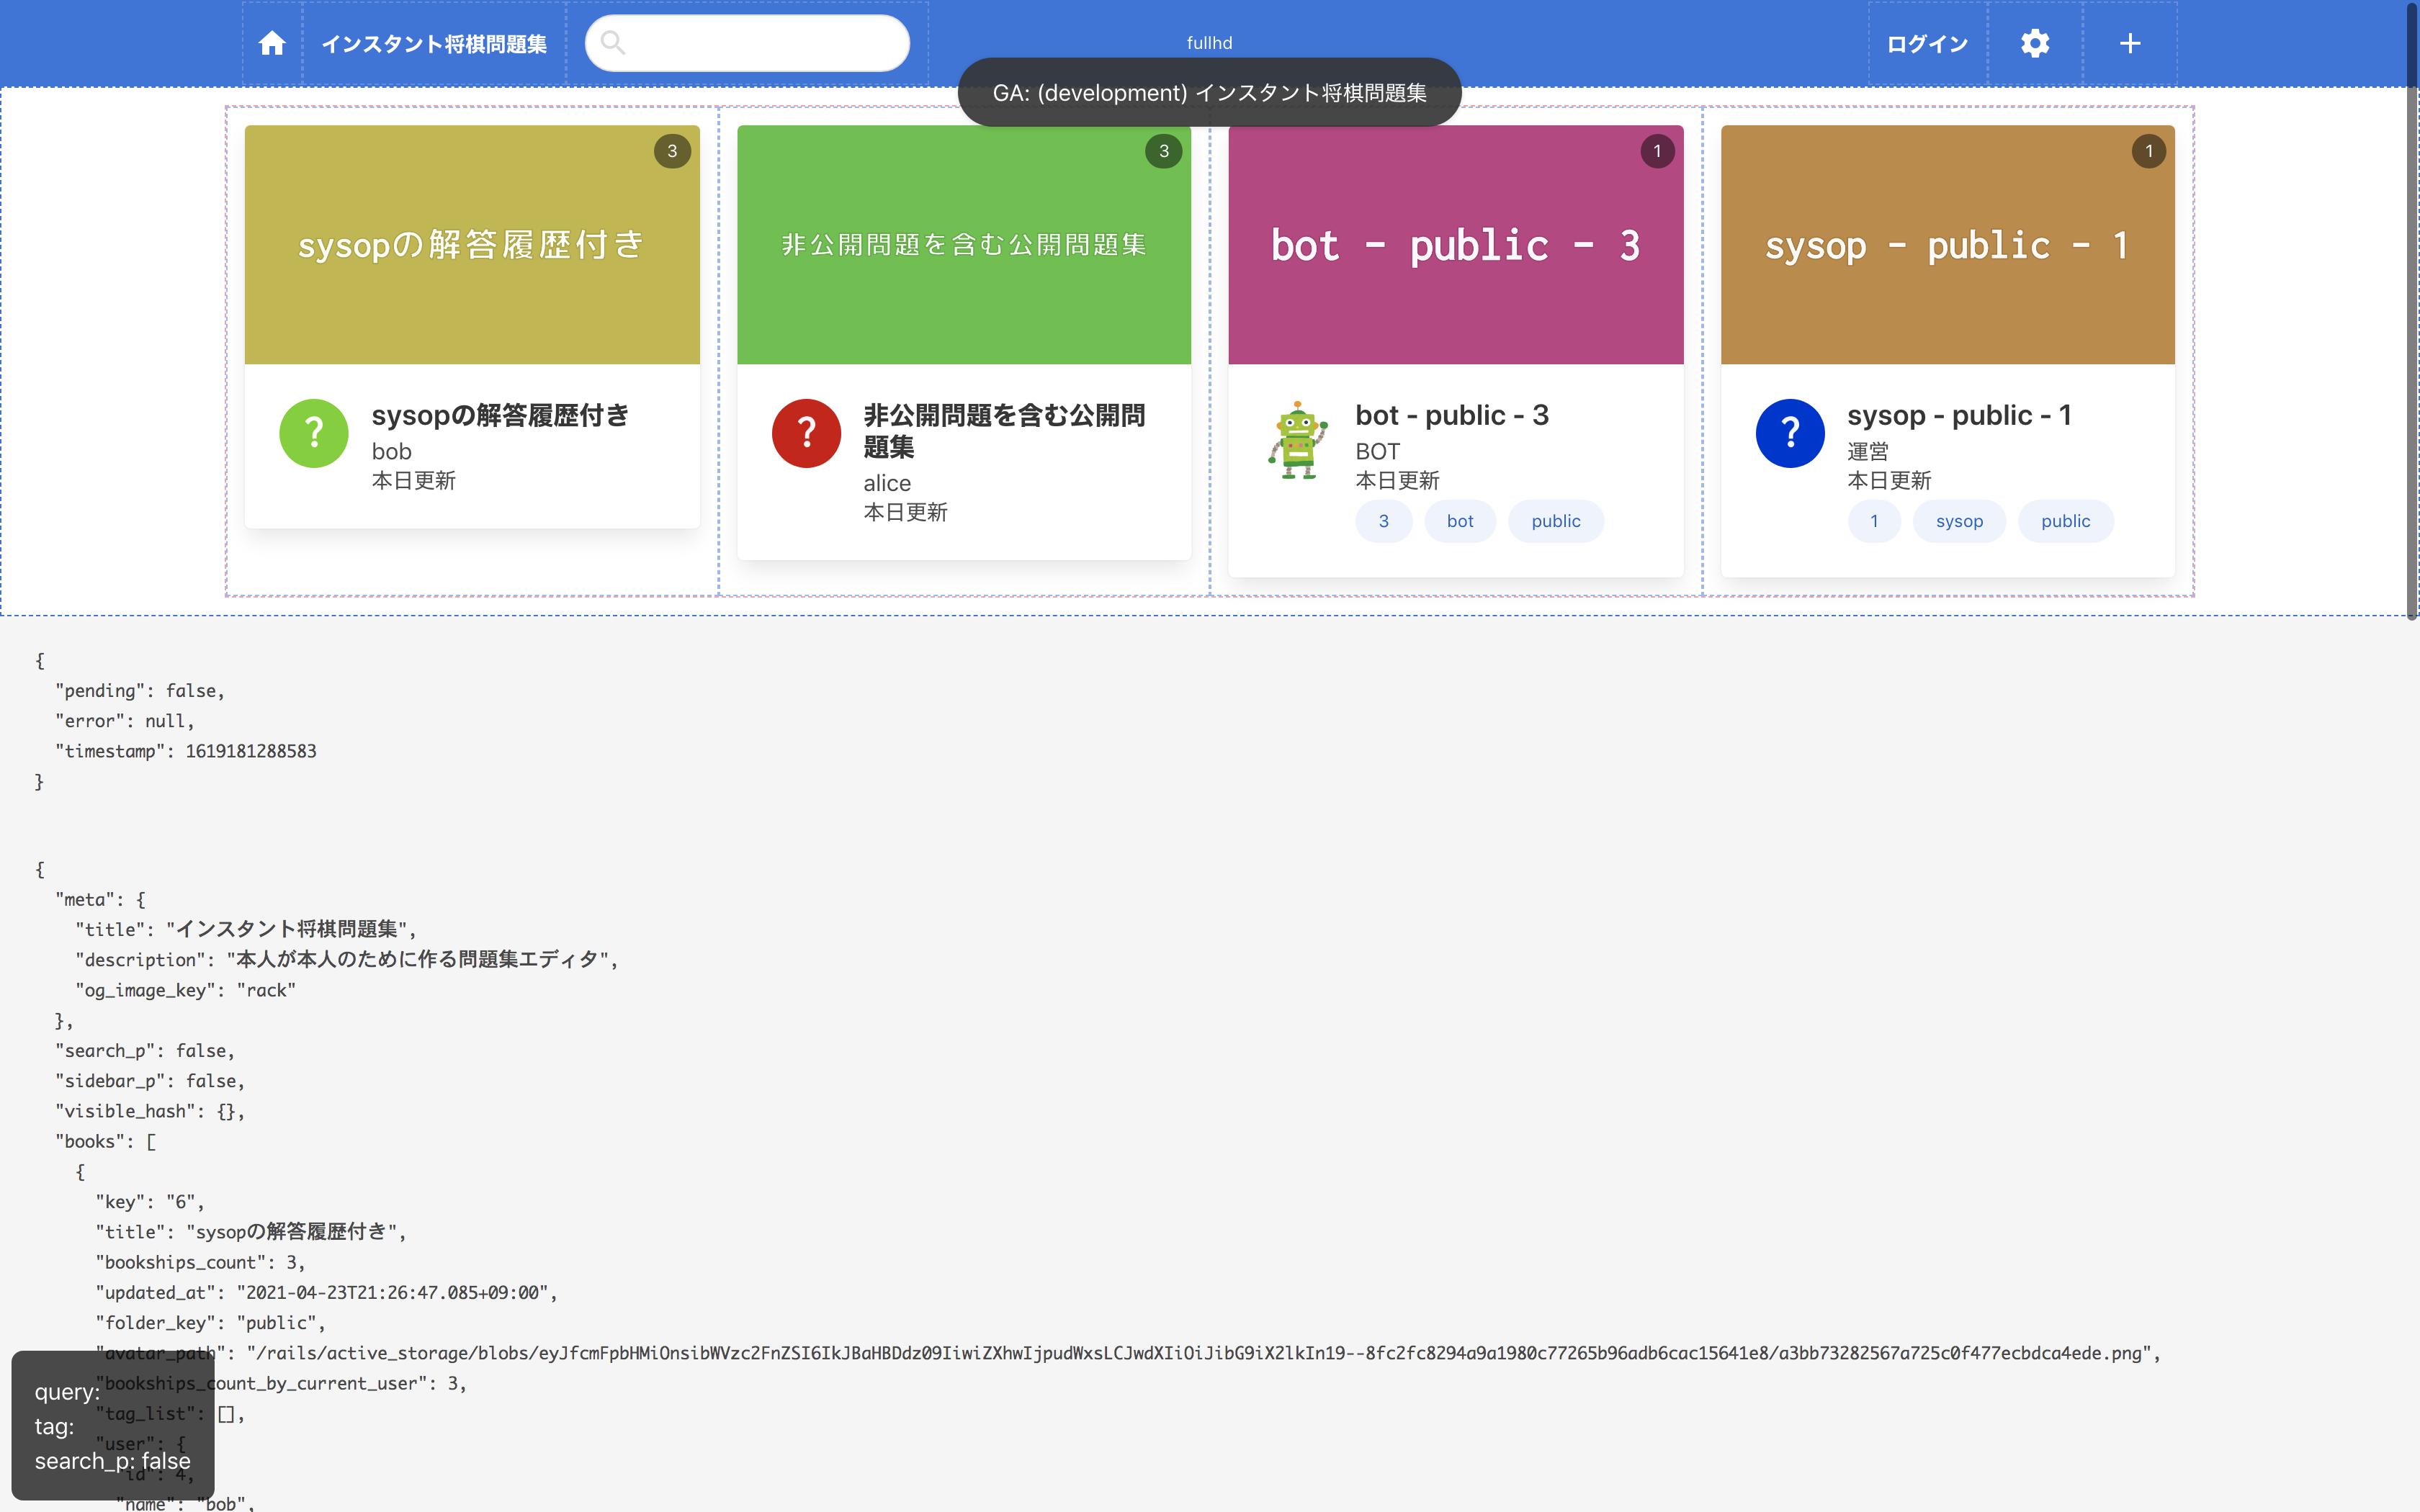 インスタント将棋問題集
fullhd
ログイン
GA: (development) インスタント将棋問題集
3
sysopの解答履歴付き
sysopの解答履歴付き
bob
本日更新
3
非公開問題を含む公開問題集
非公開問題を含む公開問
題集
alice
本日更新
1
bot - public - 3
bot - public - 3
BOT
本日更新
3 bot public
1
sysop - public - 1
sysop - public - 1
運営
本日更新
1 sysop public
{
"pending": false,
"error": null,
"timestamp": 1619181288583
}
{
"meta": {
"title": "インスタント将棋問題集",
"description": "本人が本人のために作る問題集エディタ",
"og_image_key": "rack"
},
"search_p": false,
"sidebar_p": false,
"visible_hash": {},
"books": [
{
"key": "6",
"title": "sysopの解答履歴付き",
"bookships_count": 3,
"updated_at": "2021-04-23T21:26:47.085+09:00",
"folder_key": "public",
"avatar_path": "/rails/active_storage/blobs/eyJfcmFpbHMiOnsibWVzc2FnZSI6IkJBaHBDdz09IiwiZXhwIjpudWxsLCJwdXIiOiJibG9iX2lkIn19--8fc2fc8294a9a1980c77265b96adb6cac15641e8/a3bb73282567a725c0f477ecbdca4ede.png",
"bookships_count_by_current_user": 3,
"tag_list": [],
"user": {
"id": 4,
"name": "bob",
query:
tag:
search_p: false